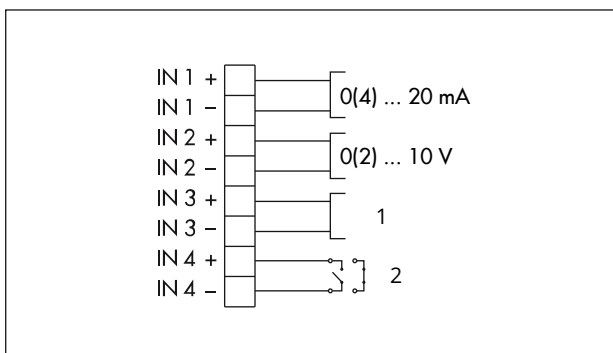 IN 1 +
IN 1 – 0(4) ... 20 mA
IN 2 +
IN 2 – 0(2) ... 10 V
IN 3 +
IN 3 – 1
IN 4 +
IN 4 – 2